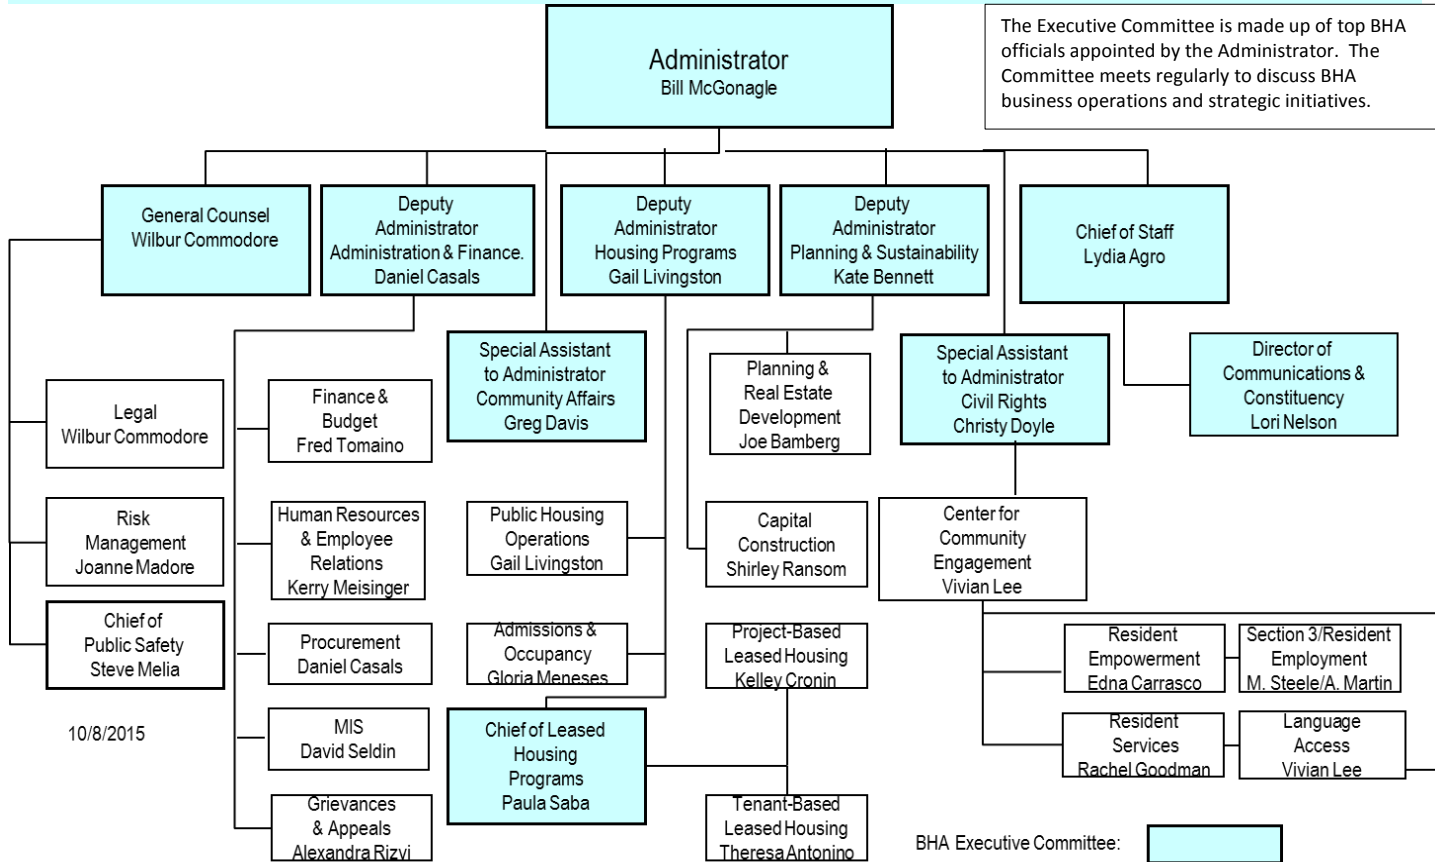 Administrator
Bill McGonagle
The Executive Committee is made up of top BHA
officials appointed by the Administrator.  The
Committee meets regularly to discuss BHA
business operations and strategic initiatives.
General Counsel
Wilbur Commodore
Deputy
Administrator
Administration & Finance.
Daniel Casals
Deputy
Administrator
Housing Programs
Gail Livingston
Deputy
Administrator
Planning & Sustainability
Kate Bennett
Chief of Staff
Lydia Agro
Special Assistant
to Administrator
Community Affairs
Greg Davis
Special Assistant
to Administrator
Civil Rights
Christy Doyle
Director of
Communications &
Constituency
Lori Nelson
Legal
Wilbur Commodore
Finance &
Budget
Fred Tomaino
Planning &
Real Estate
Development
Joe Bamberg
Risk
Management
Joanne Madore
Human Resources
& Employee
Relations
Kerry Meisinger
Public Housing
Operations
Gail Livingston
Capital
Construction
Shirley Ransom
Center for
Community
Engagement
Vivian Lee
Chief of
Public Safety
Steve Melia
Procurement
Daniel Casals
Admissions &
Occupancy
Gloria Meneses
Project-Based
Leased Housing
Kelley Cronin
Resident
Empowerment
Edna Carrasco
Section 3/Resident
Employment
M. Steele/A. Martin
10/8/2015
MIS
David Seldin
Chief of Leased
Housing
Programs
Paula Saba
Resident
Services
Rachel Goodman
Language
Access
Vivian Lee
Grievances
& Appeals
Alexandra Rizvi
Tenant-Based
Leased Housing
Theresa Antonino
BHA Executive Committee: